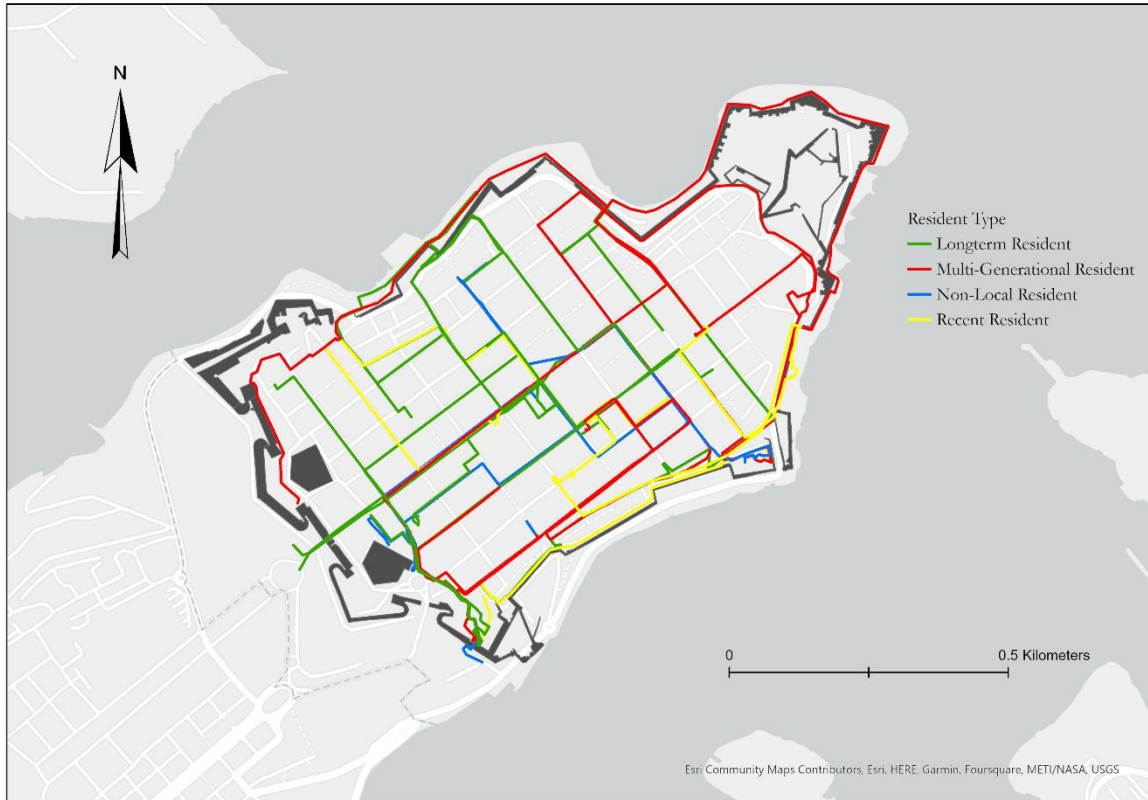 N
Resident Type
Longterm Resident
Multi-Generational Resident
Non-Local Resident
Recent Resident
0 0.5 Kilometers
Esri Community Maps Contributors, Esri, HERE, Garmin, Foursquare, METI/NASA, USGS